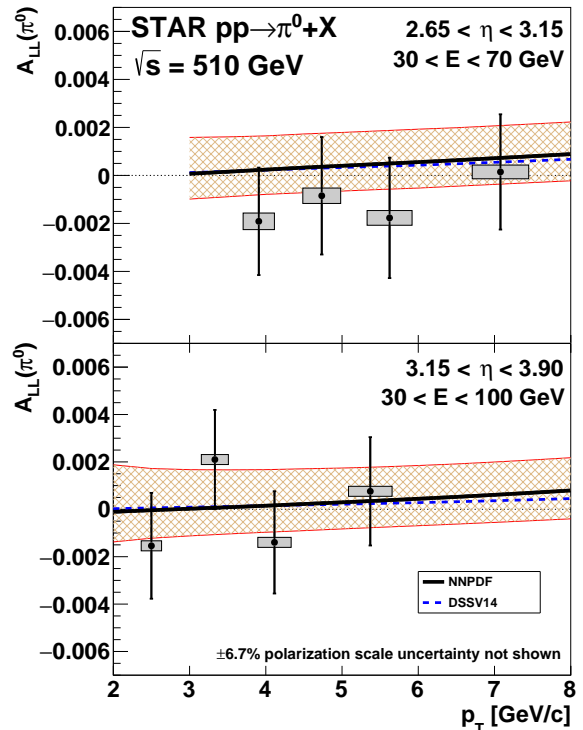 A_LL(π⁰)
STAR pp→π⁰+X
√s = 510 GeV
2.65 < η < 3.15
30 < E < 70 GeV
0.006
0.004
0.002
0
−0.002
−0.004
−0.006
A_LL(π⁰)
3.15 < η < 3.90
30 < E < 100 GeV
0.006
0.004
0.002
0
−0.002
−0.004
−0.006
NNPDF
DSSV14
±6.7% polarization scale uncertainty not shown
2 3 4 5 6 7 8
p_T [GeV/c]